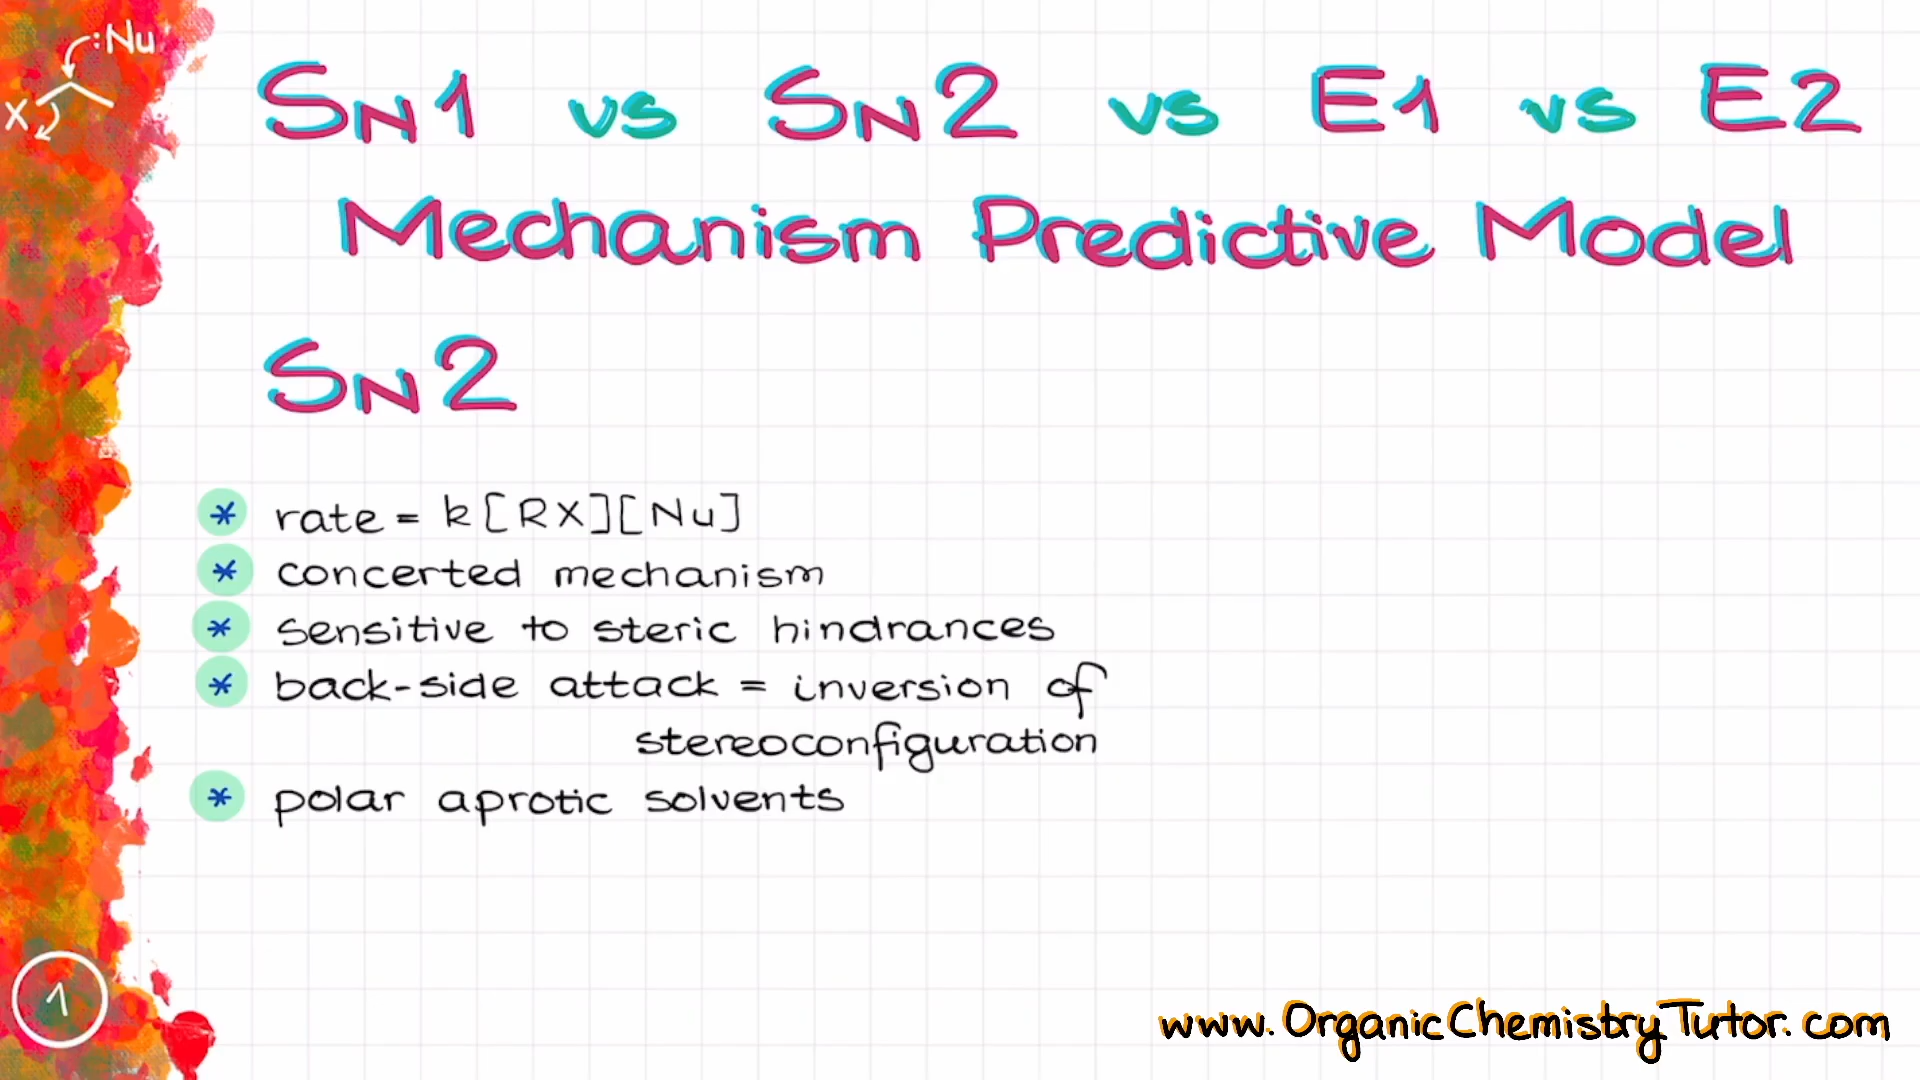 :Nu
X
SN1 vs SN2 vs E1 vs E2
Mechanism Predictive Model
SN2
* rate = k[RX][Nu]
* concerted mechanism
* sensitive to steric hindrances
* back-side attack = inversion of
stereoconfiguration
* polar aprotic solvents
1
www.OrganicChemistryTutor.com